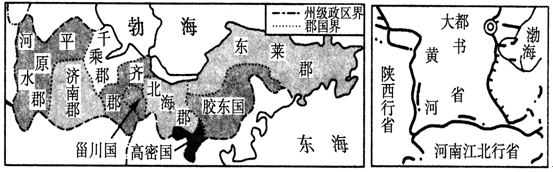 勃海
州级政区界
郡国界
河水
平原郡
千乘郡
济南郡
齐郡
北海郡
东莱郡
胶东国
甾川国
高密国
东海
大都
渤海
书省
黄河
陕西行省
河南江北行省